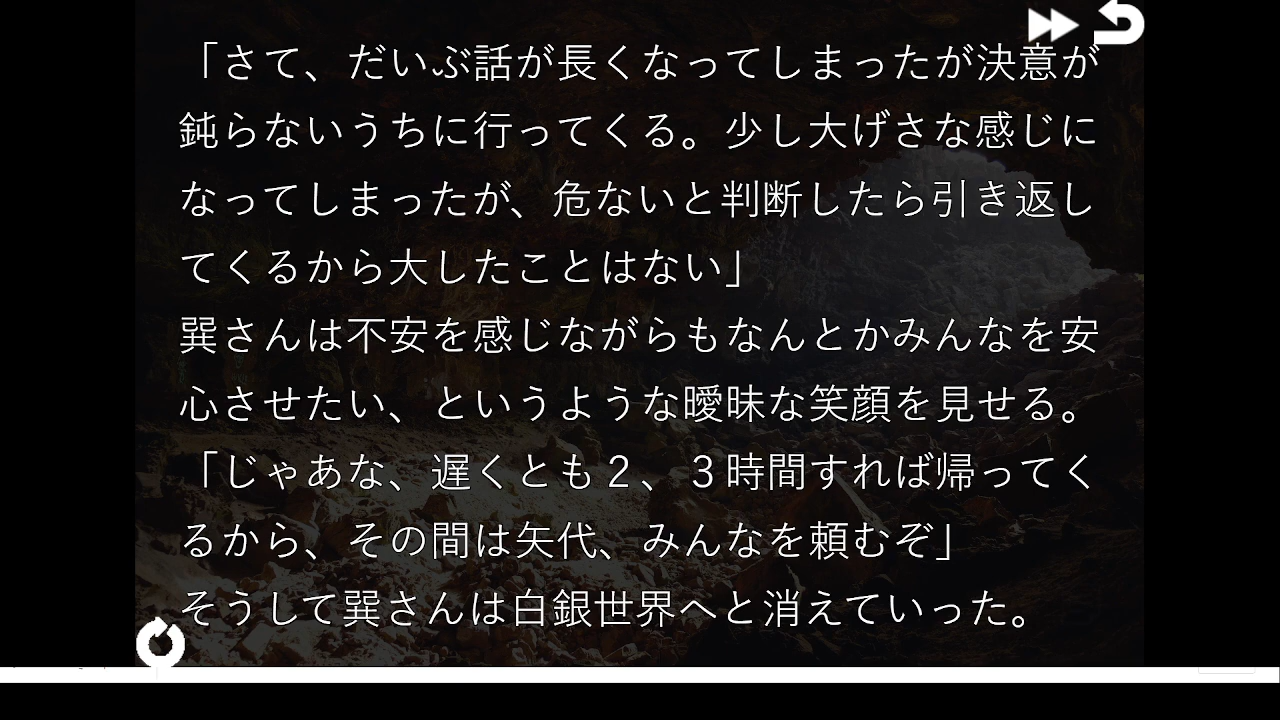 「さて、だいぶ話が長くなってしまったが決意が
鈍らないうちに行ってくる。少し大げさな感じに
なってしまったが、危ないと判断したら引き返し
てくるから大したことはない」
巽さんは不安を感じながらもなんとかみんなを安
心させたい、というような曖昧な笑顔を見せる。
「じゃあな、遅くとも２、３時間すれば帰ってく
るから、その間は矢代、みんなを頼むぞ」
そうして巽さんは白銀世界へと消えていった。